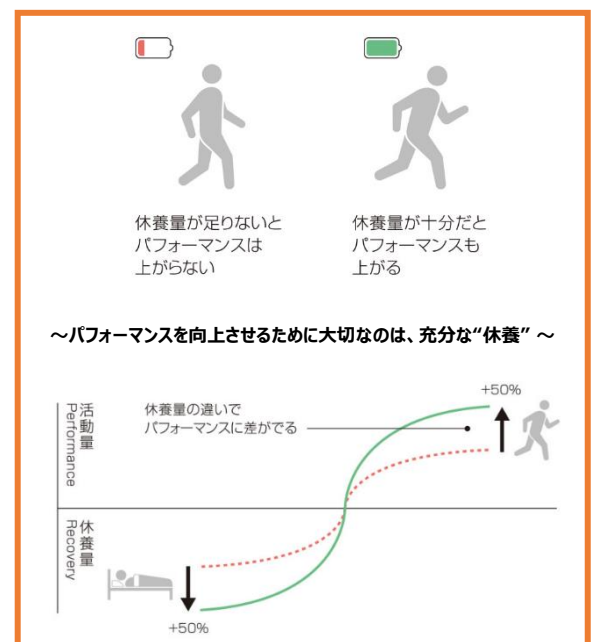 休養量が足りないと
パフォーマンスは
上がらない
休養量が十分だと
パフォーマンスも
上がる
～パフォーマンスを向上させるために大切なのは、充分な“休養” ～
+50%
活動量
Performance
休養量の違いで
パフォーマンスに差がでる
休養量
Recovery
+50%